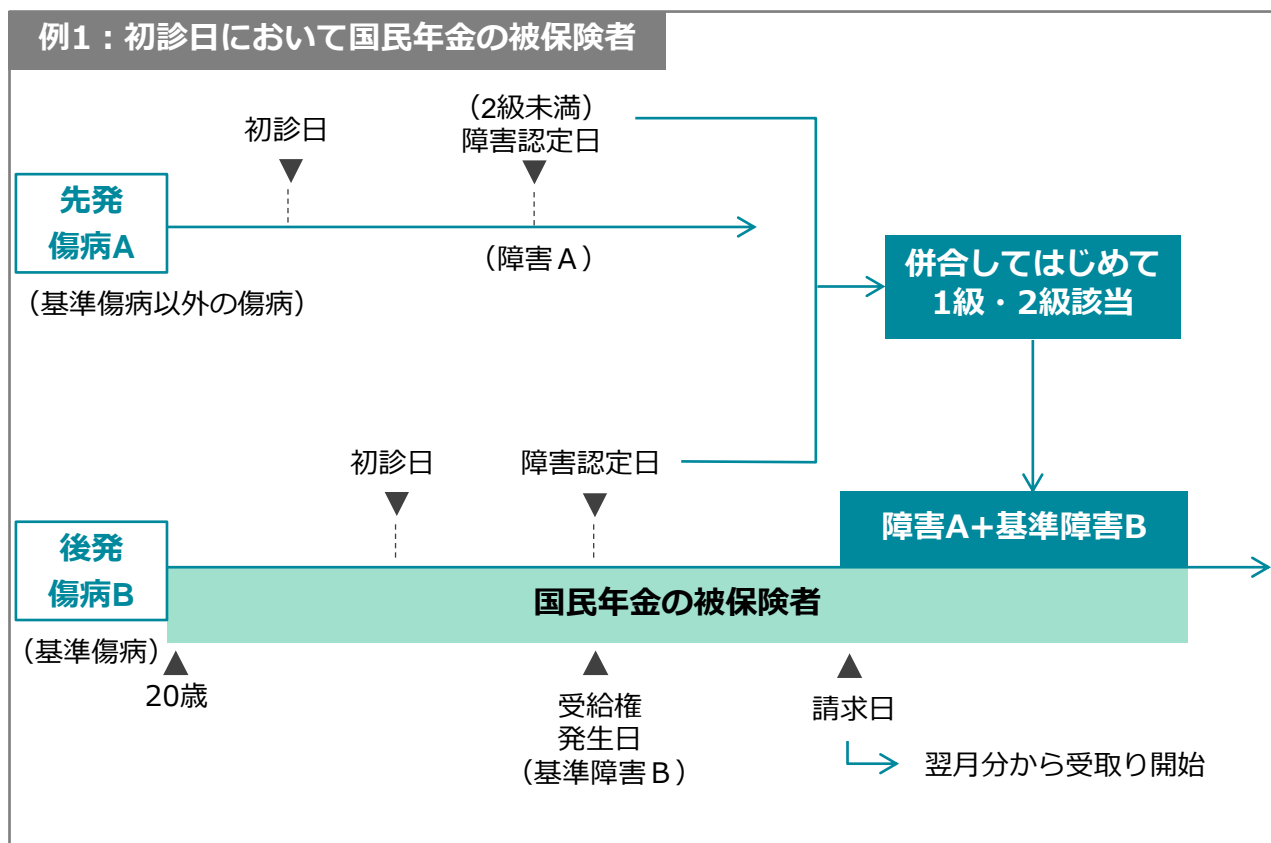 例1：初診日において国民年金の被保険者
初診日
（2級未満）
障害認定日
先発
傷病A
（障害Ａ）
（基準傷病以外の傷病）
併合してはじめて
1級・2級該当
初診日
障害認定日
後発
傷病B
障害A+基準障害B
国民年金の被保険者
（基準傷病）
20歳
受給権
発生日
（基準障害Ｂ）
請求日
翌月分から受取り開始